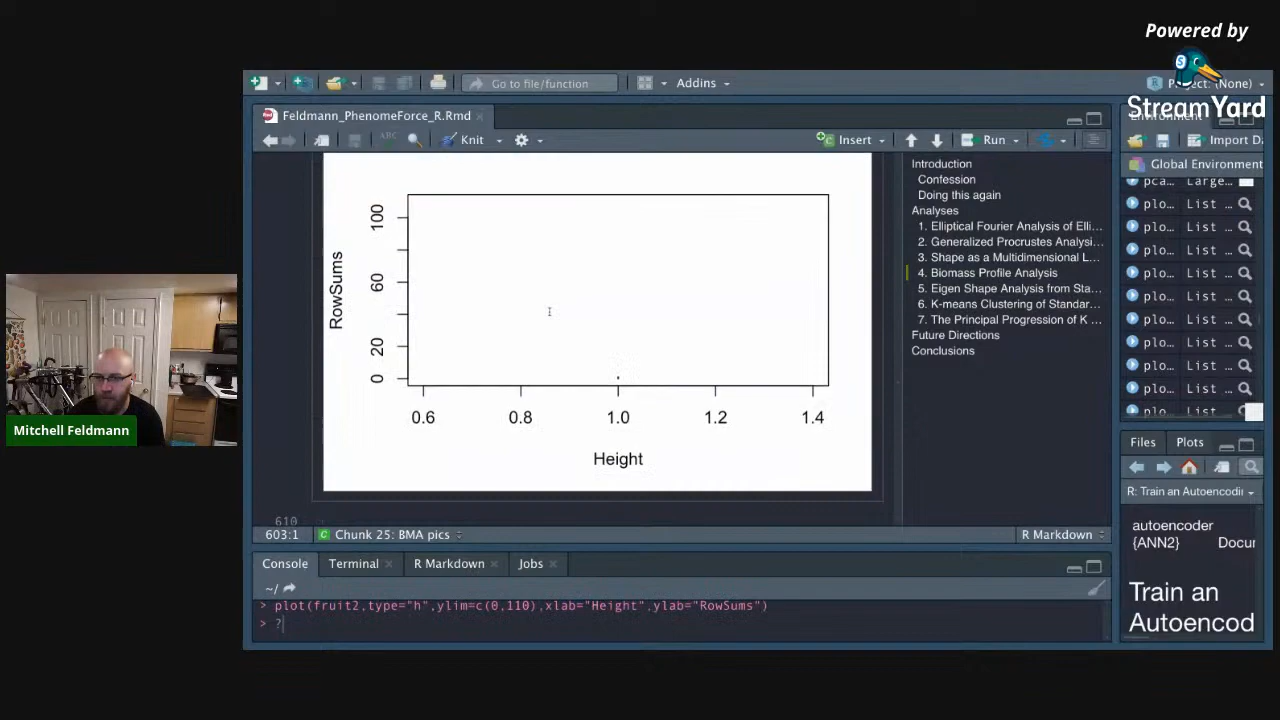 Powered by
StreamYard
Go to file/function
Addins
Project: (None)
Feldmann_PhenomeForce_R.Rmd
ABC
Knit
Insert
Run
RowSums
100
60
20
0
0.6 0.8 1.0 1.2 1.4
Height
Introduction
Confession
Doing this again
Analyses
1. Elliptical Fourier Analysis of Elli...
2. Generalized Procrustes Analysi...
3. Shape as a Multidimensional L...
4. Biomass Profile Analysis
5. Eigen Shape Analysis from Sta...
6. K-means Clustering of Standar...
7. The Principal Progression of K ...
Future Directions
Conclusions
610
603:1 Chunk 25: BMA pics
R Markdown
Console Terminal R Markdown Jobs
~/
> plot(fruit2,type="h",ylim=c(0,110),xlab="Height",ylab="RowSums")
> ?
Environment
Import Da
Global Environment
pca Large...
plo... List ...
plo... List ...
plo... List ...
plo... List ...
plo... List ...
plo... List ...
plo... List ...
plo... List ...
plo... List ...
plo... List ...
Files Plots
R: Train an Autoencodin
autoencoder
{ANN2} Docur
Train an
Autoencod
Mitchell Feldmann